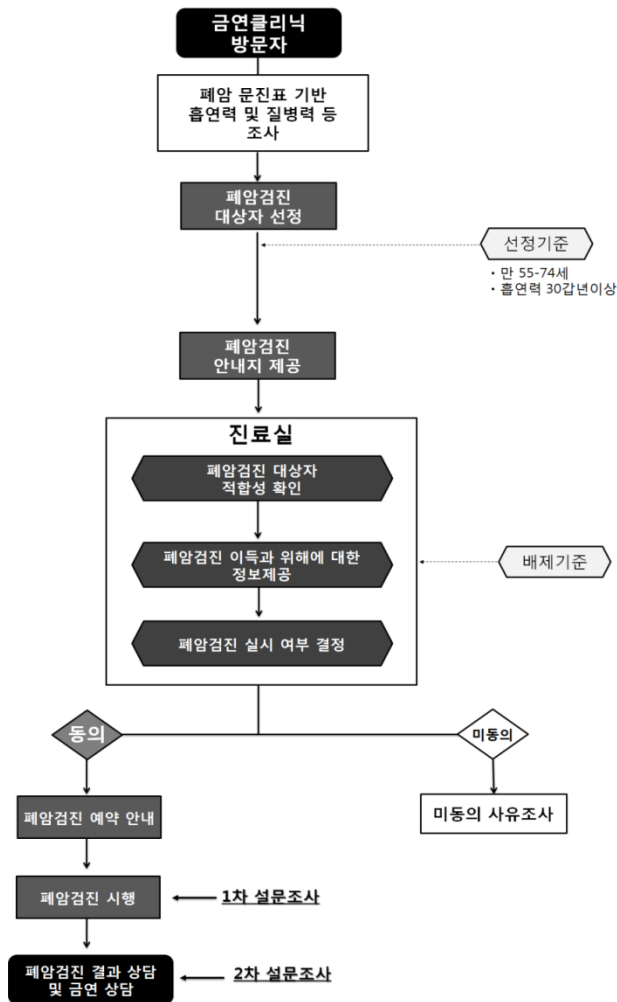 금연클리닉
방문자
폐암 문진표 기반
흡연력 및 질병력 등
조사
폐암검진
대상자 선정
선정기준
・만 55-74세
・흡연력 30갑년이상
폐암검진
안내지 제공
진료실
폐암검진 대상자
적합성 확인
폐암검진 이득과 위해에 대한
정보제공
배제기준
폐암검진 실시 여부 결정
동의
미동의
폐암검진 예약 안내
미동의 사유조사
폐암검진 시행
1차 설문조사
폐암검진 결과 상담
및 금연 상담
2차 설문조사